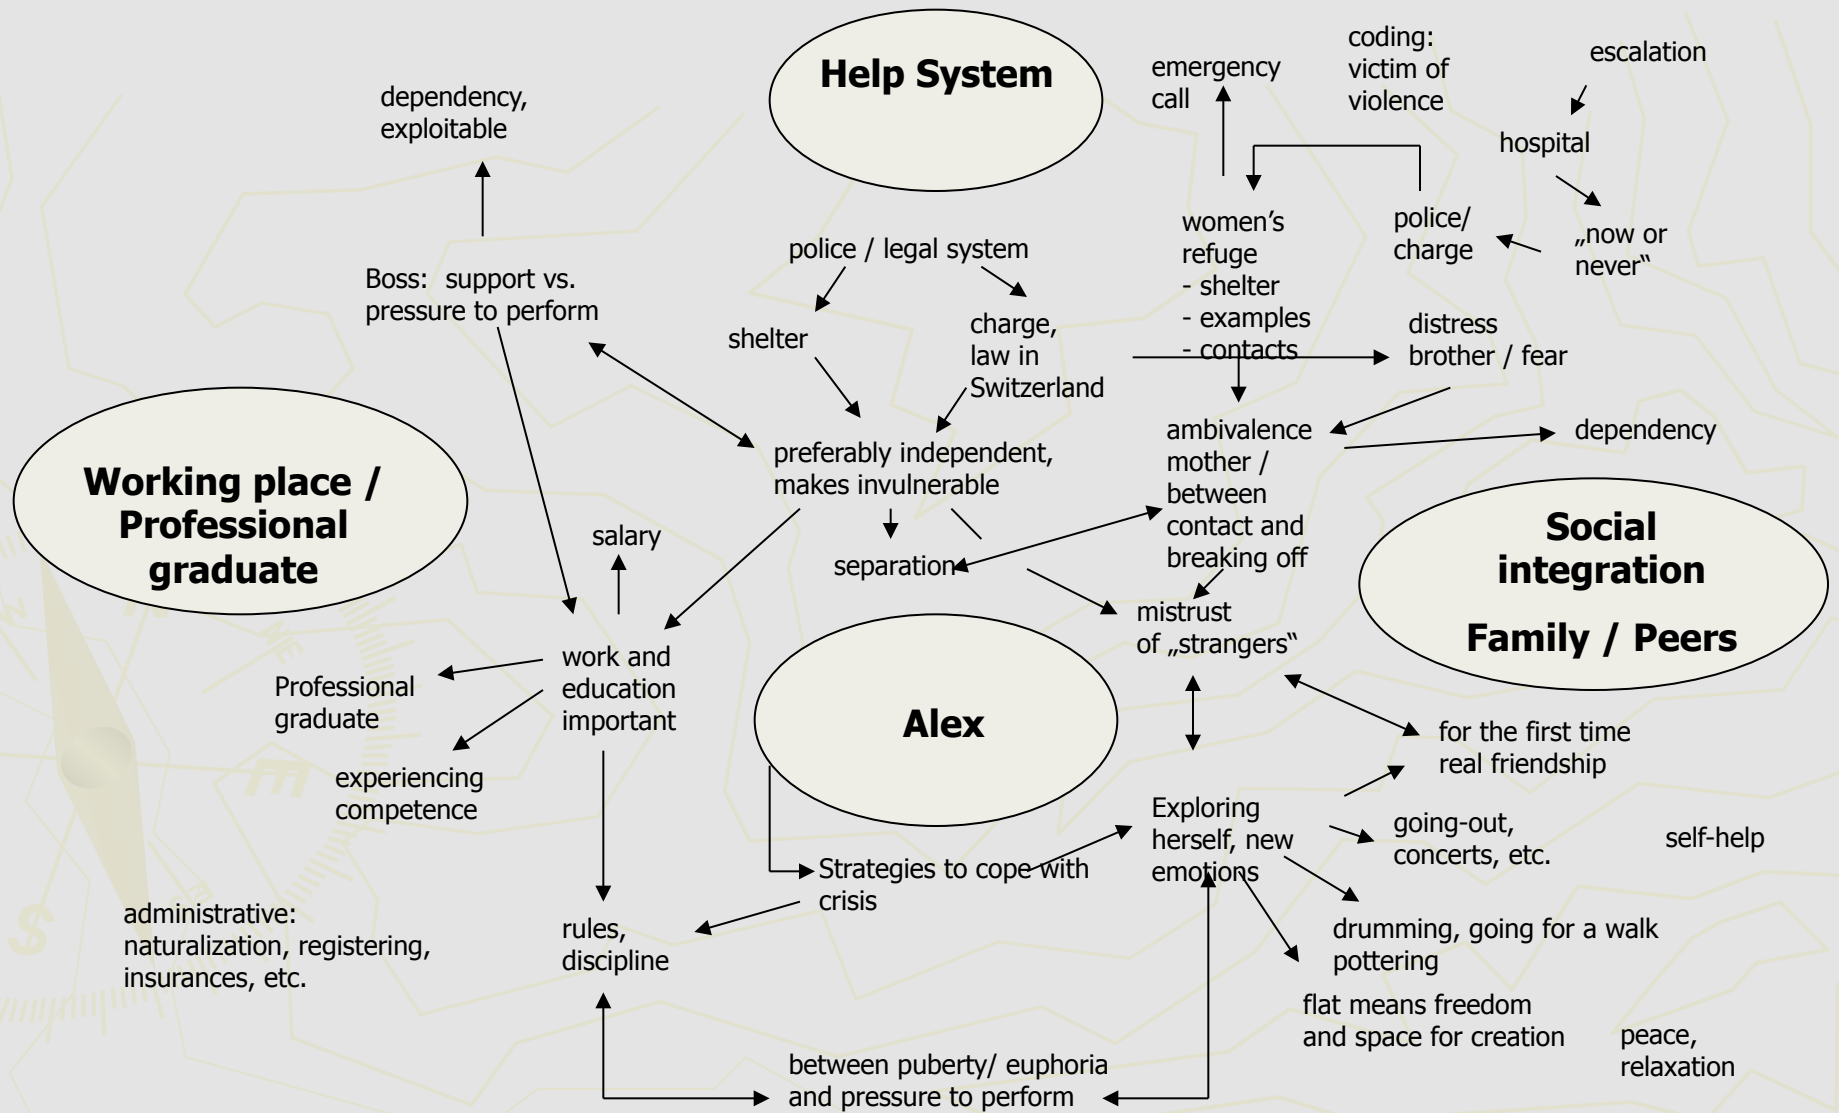 Help System
emergency
call
coding:
victim of
violence
escalation
dependency,
exploitable
hospital
women's
refuge
- shelter
- examples
- contacts
police/
charge
„now or
never“
police / legal system
Boss:  support vs.
pressure to perform
shelter
charge,
law in
Switzerland
distress
brother / fear
Working place /
Professional
graduate
preferably independent,
makes invulnerable
ambivalence
mother /
between
contact and
breaking off
dependency
salary
separation
Social
integration
Family / Peers
mistrust
of „strangers“
work and
education
important
Professional
graduate
experiencing
competence
Alex
for the first time
real friendship
Exploring
herself, new
emotions
going-out,
concerts, etc.
self-help
Strategies to cope with
crisis
administrative:
naturalization, registering,
insurances, etc.
rules,
discipline
drumming, going for a walk
pottering
flat means freedom
and space for creation
peace,
relaxation
between puberty/ euphoria
and pressure to perform
N
E
S